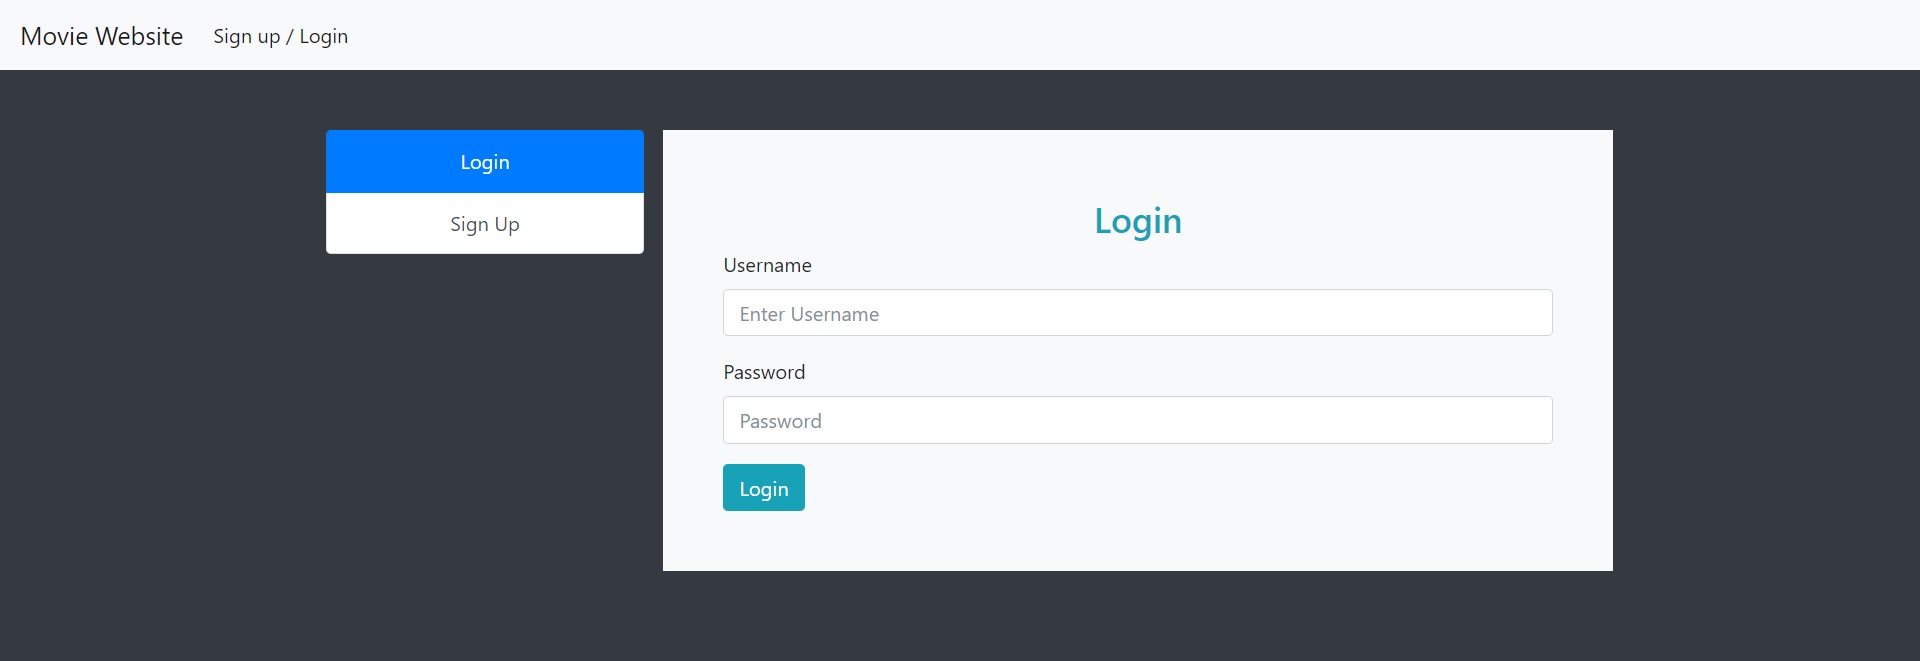 Movie Website Sign up / Login
Login
Sign Up
Login
Username
Enter Username
Password
Password
Login